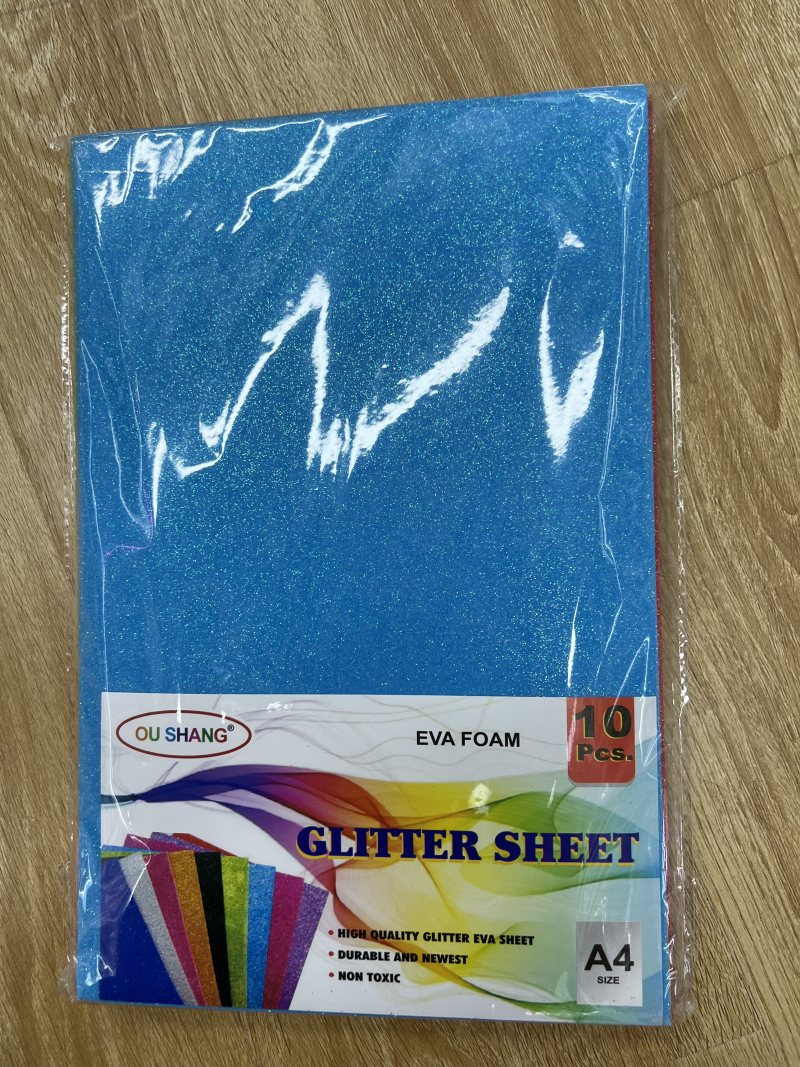 OU SHANG®
EVA FOAM
10
Pcs.
GLITTER SHEET
• HIGH QUALITY GLITTER EVA SHEET
• DURABLE AND NEWEST
• NON TOXIC
A4
SIZE